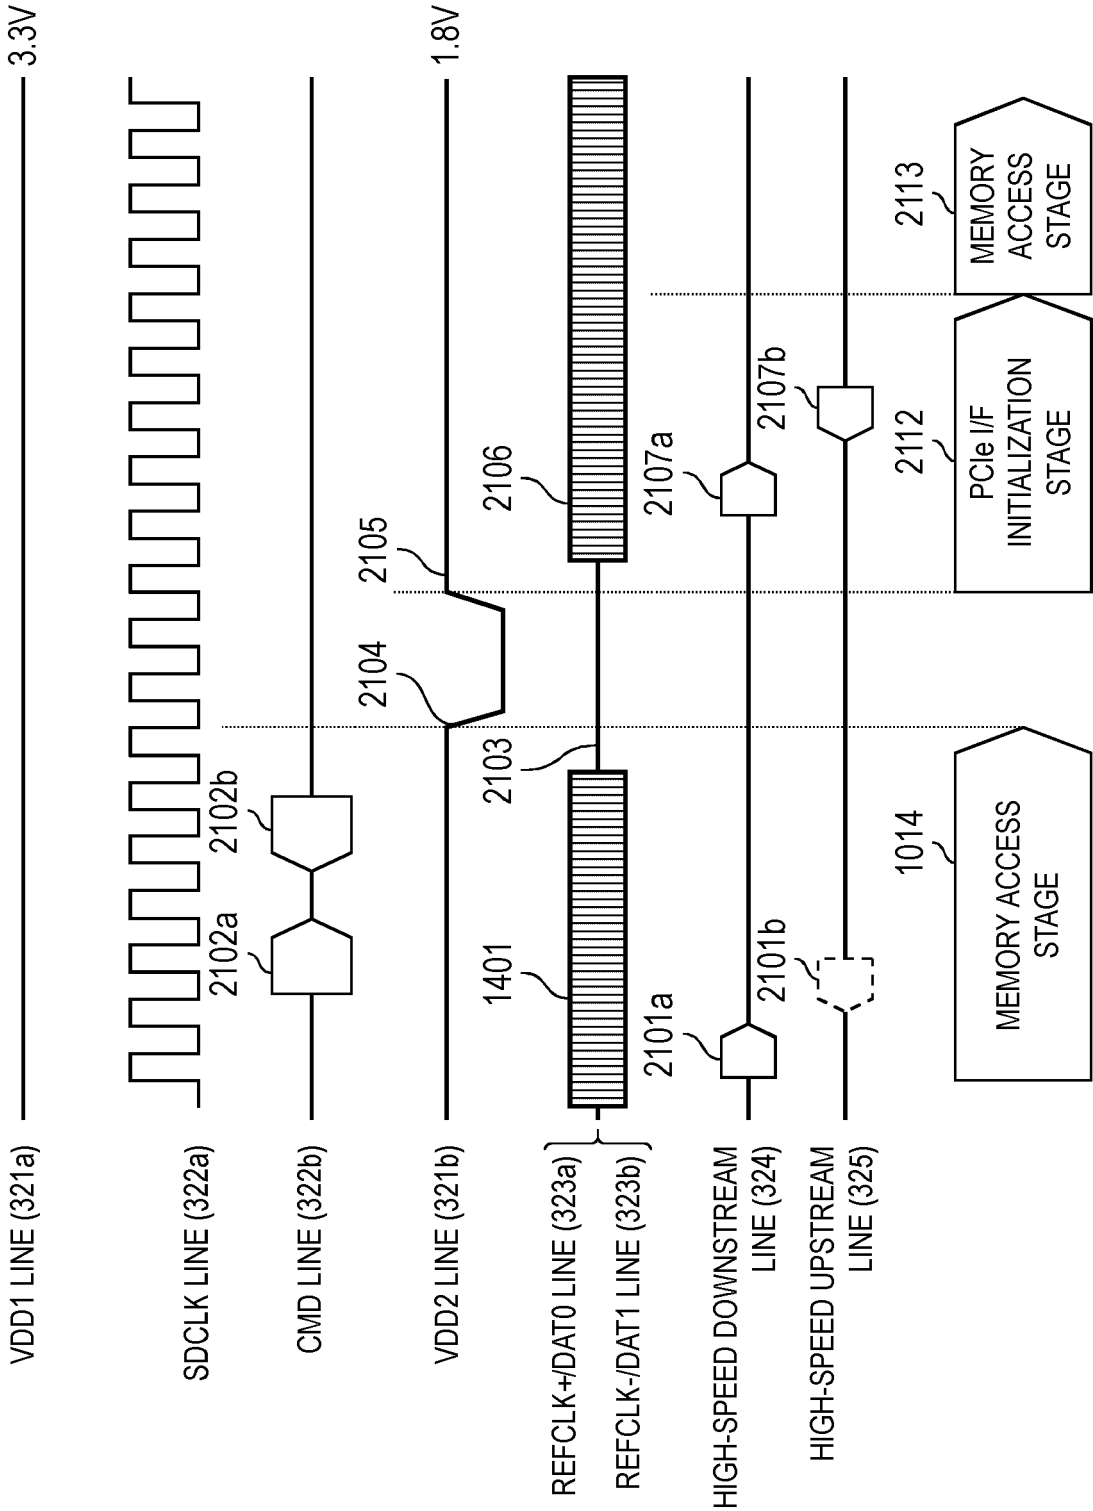 VDD1 LINE (321a)
3.3V
SDCLK LINE (322a)
2102a
2102b
CMD LINE (322b)
2104
2105
VDD2 LINE (321b)
1.8V
1401
2103
2106
REFCLK+/DAT0 LINE (323a)
REFCLK-/DAT1 LINE (323b)
2101a
2107a
HIGH-SPEED DOWNSTREAM
LINE (324)
2101b
2107b
HIGH-SPEED UPSTREAM
LINE (325)
1014
2112
2113
MEMORY ACCESS
STAGE
PCIe I/F
INITIALIZATION
STAGE
MEMORY
ACCESS
STAGE